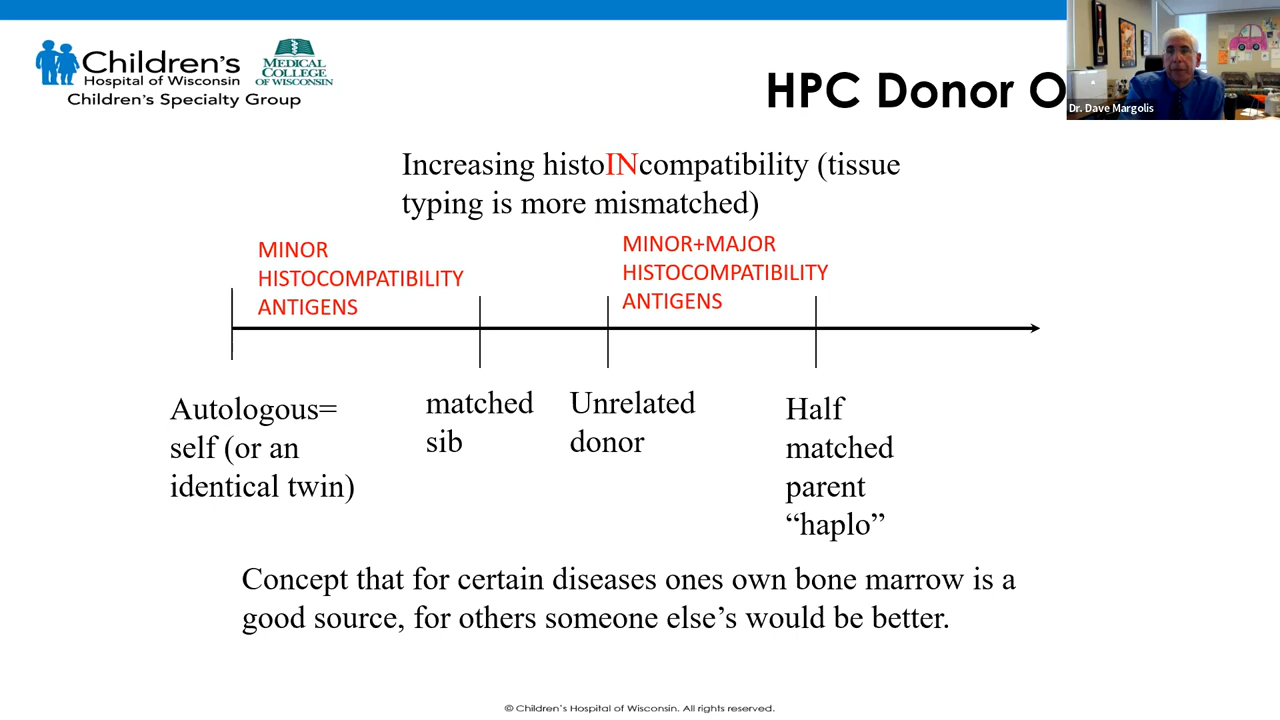 Children's
Hospital of Wisconsin
Children's Specialty Group
MEDICAL
COLLEGE
OF WISCONSIN
HPC Donor O
Dr. Dave Margolis
Increasing histoINcompatibility (tissue
typing is more mismatched)
MINOR
HISTOCOMPATIBILITY
ANTIGENS
MINOR+MAJOR
HISTOCOMPATIBILITY
ANTIGENS
Autologous=
self (or an
identical twin)
matched
sib
Unrelated
donor
Half
matched
parent
“haplo”
Concept that for certain diseases ones own bone marrow is a
good source, for others someone else’s would be better.
© Children’s Hospital of Wisconsin. All rights reserved.